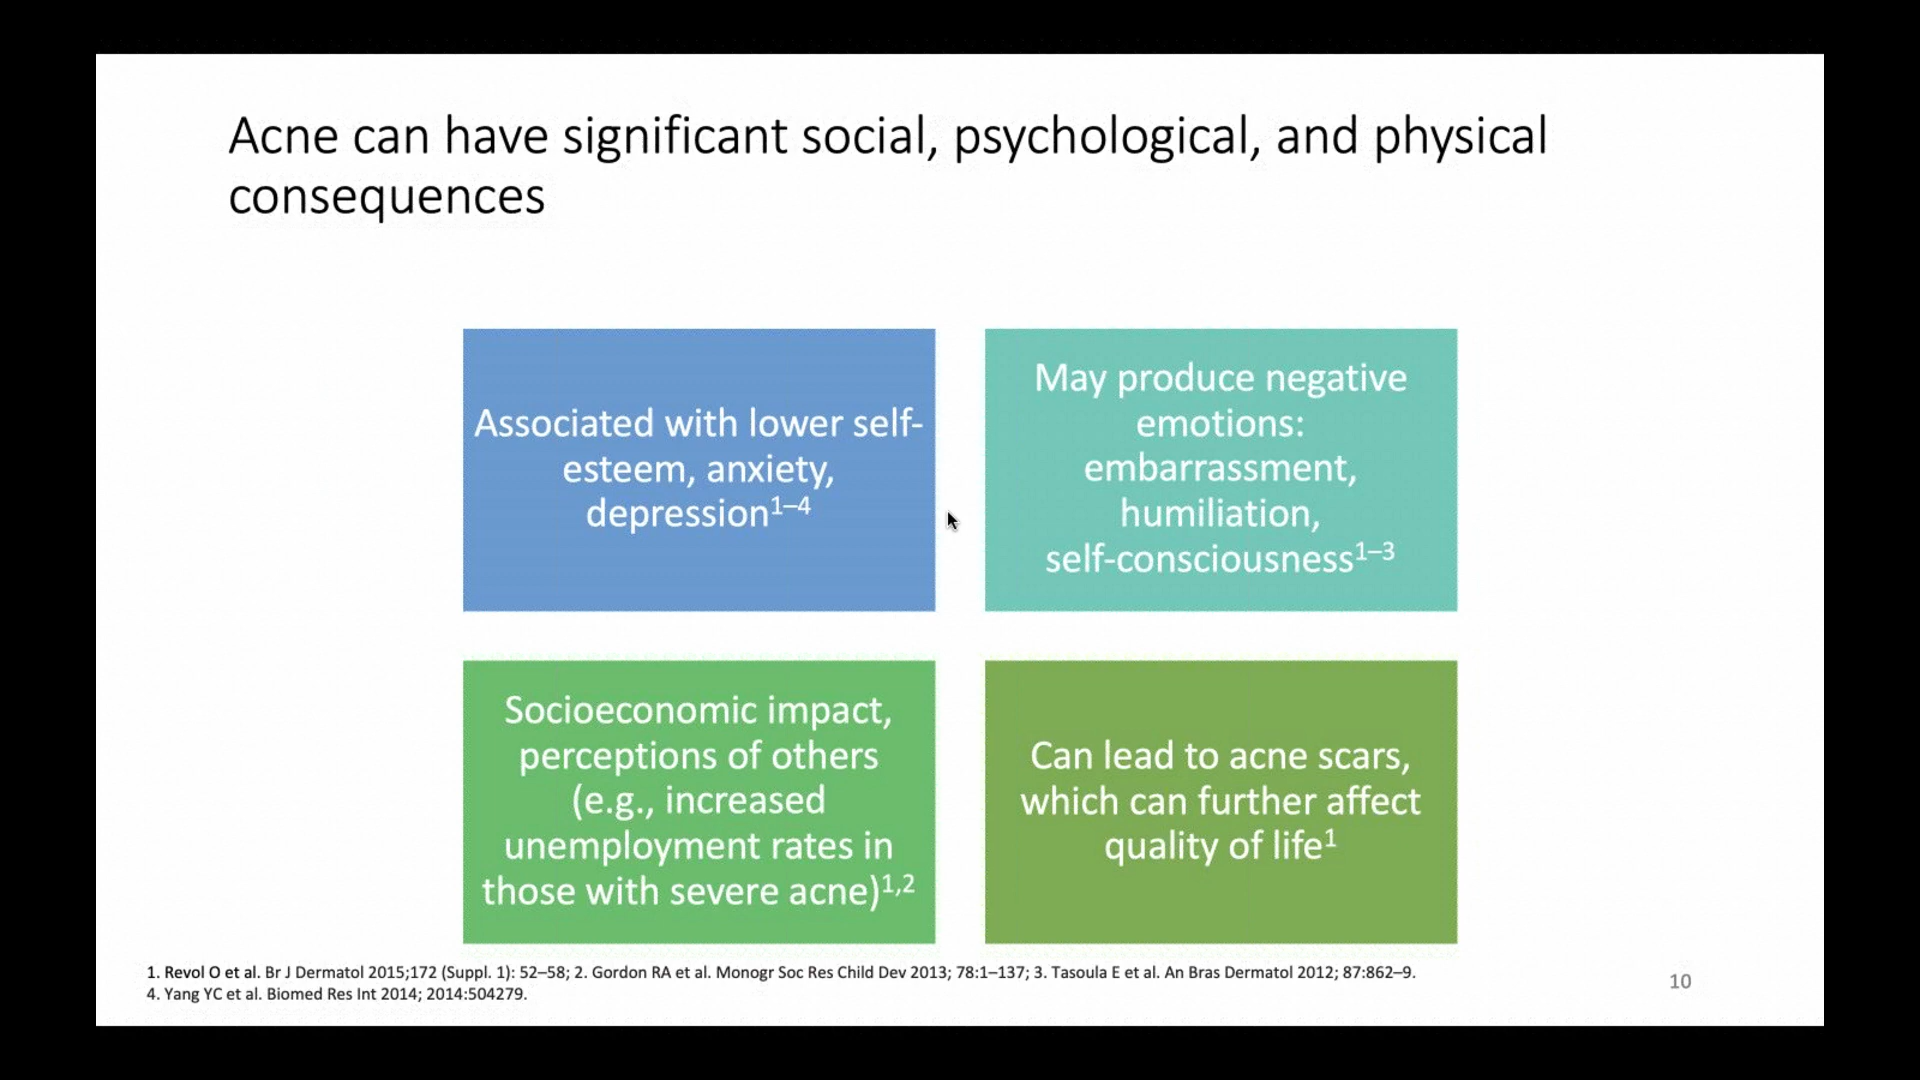 Acne can have significant social, psychological, and physical
consequences
Associated with lower self-
esteem, anxiety,
depression¹⁻⁴
May produce negative
emotions:
embarrassment,
humiliation,
self-consciousness¹⁻³
Socioeconomic impact,
perceptions of others
(e.g., increased
unemployment rates in
those with severe acne)¹,²
Can lead to acne scars,
which can further affect
quality of life¹
1. Revol O et al. Br J Dermatol 2015;172 (Suppl. 1): 52–58; 2. Gordon RA et al. Monogr Soc Res Child Dev 2013; 78:1–137; 3. Tasoula E et al. An Bras Dermatol 2012; 87:862–9.
4. Yang YC et al. Biomed Res Int 2014; 2014:504279.
10